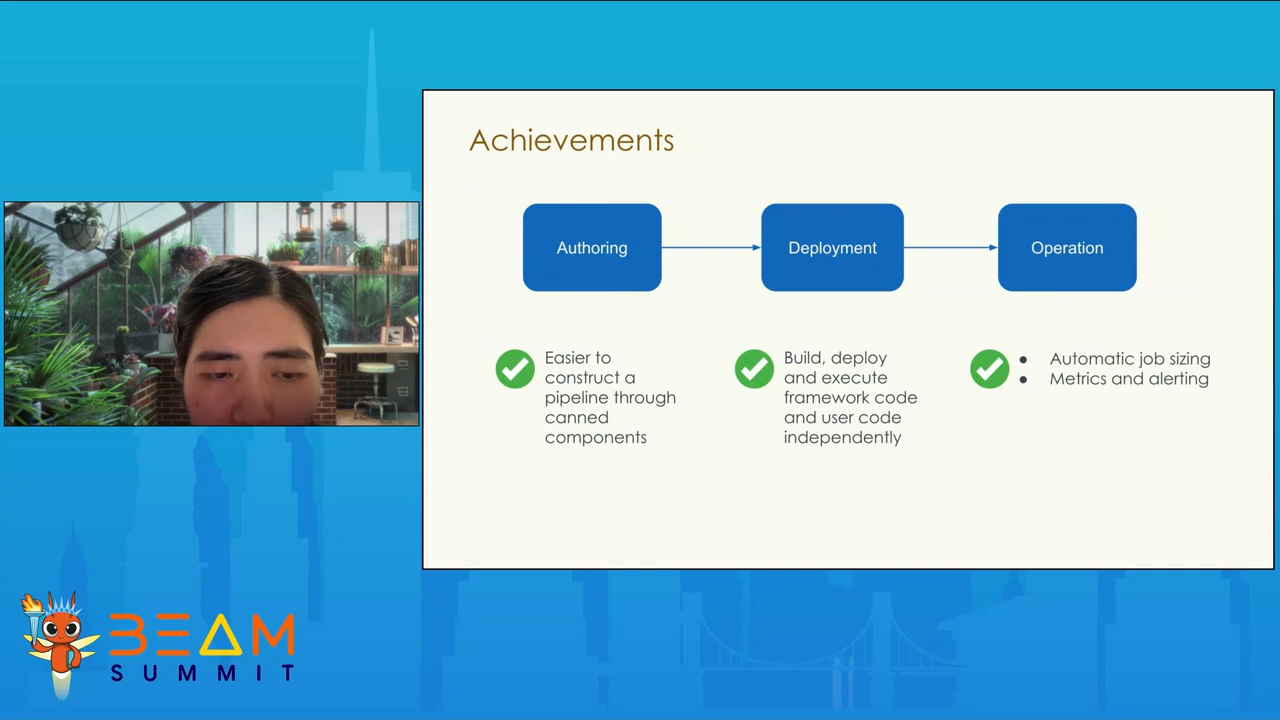 Achievements
Authoring
Deployment
Operation
Easier to
construct a
pipeline through
canned
components
Build, deploy
and execute
framework code
and user code
independently
● Automatic job sizing
● Metrics and alerting
BEAM
SUMMIT